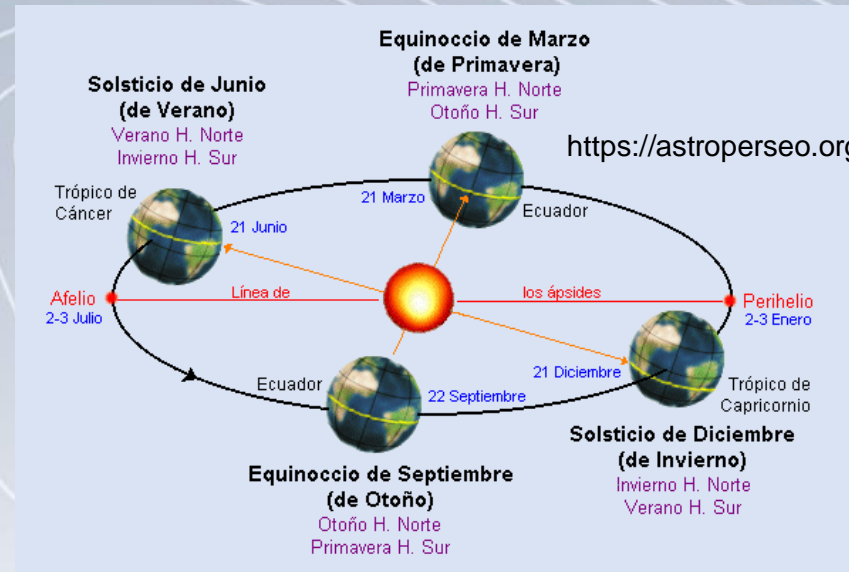 Equinoccio de Marzo
(de Primavera)
Primavera H. Norte
Otoño H. Sur
Solsticio de Junio
(de Verano)
Verano H. Norte
Invierno H. Sur
https://astroperseo.org
Trópico de
Cáncer
21 Junio
21 Marzo
Ecuador
Afelio
2-3 Julio
Línea de
los ápsides
Perihelio
2-3 Enero
Ecuador
22 Septiembre
21 Diciembre
Trópico de
Capricornio
Equinoccio de Septiembre
(de Otoño)
Otoño H. Norte
Primavera H. Sur
Solsticio de Diciembre
(de Invierno)
Invierno H. Norte
Verano H. Sur